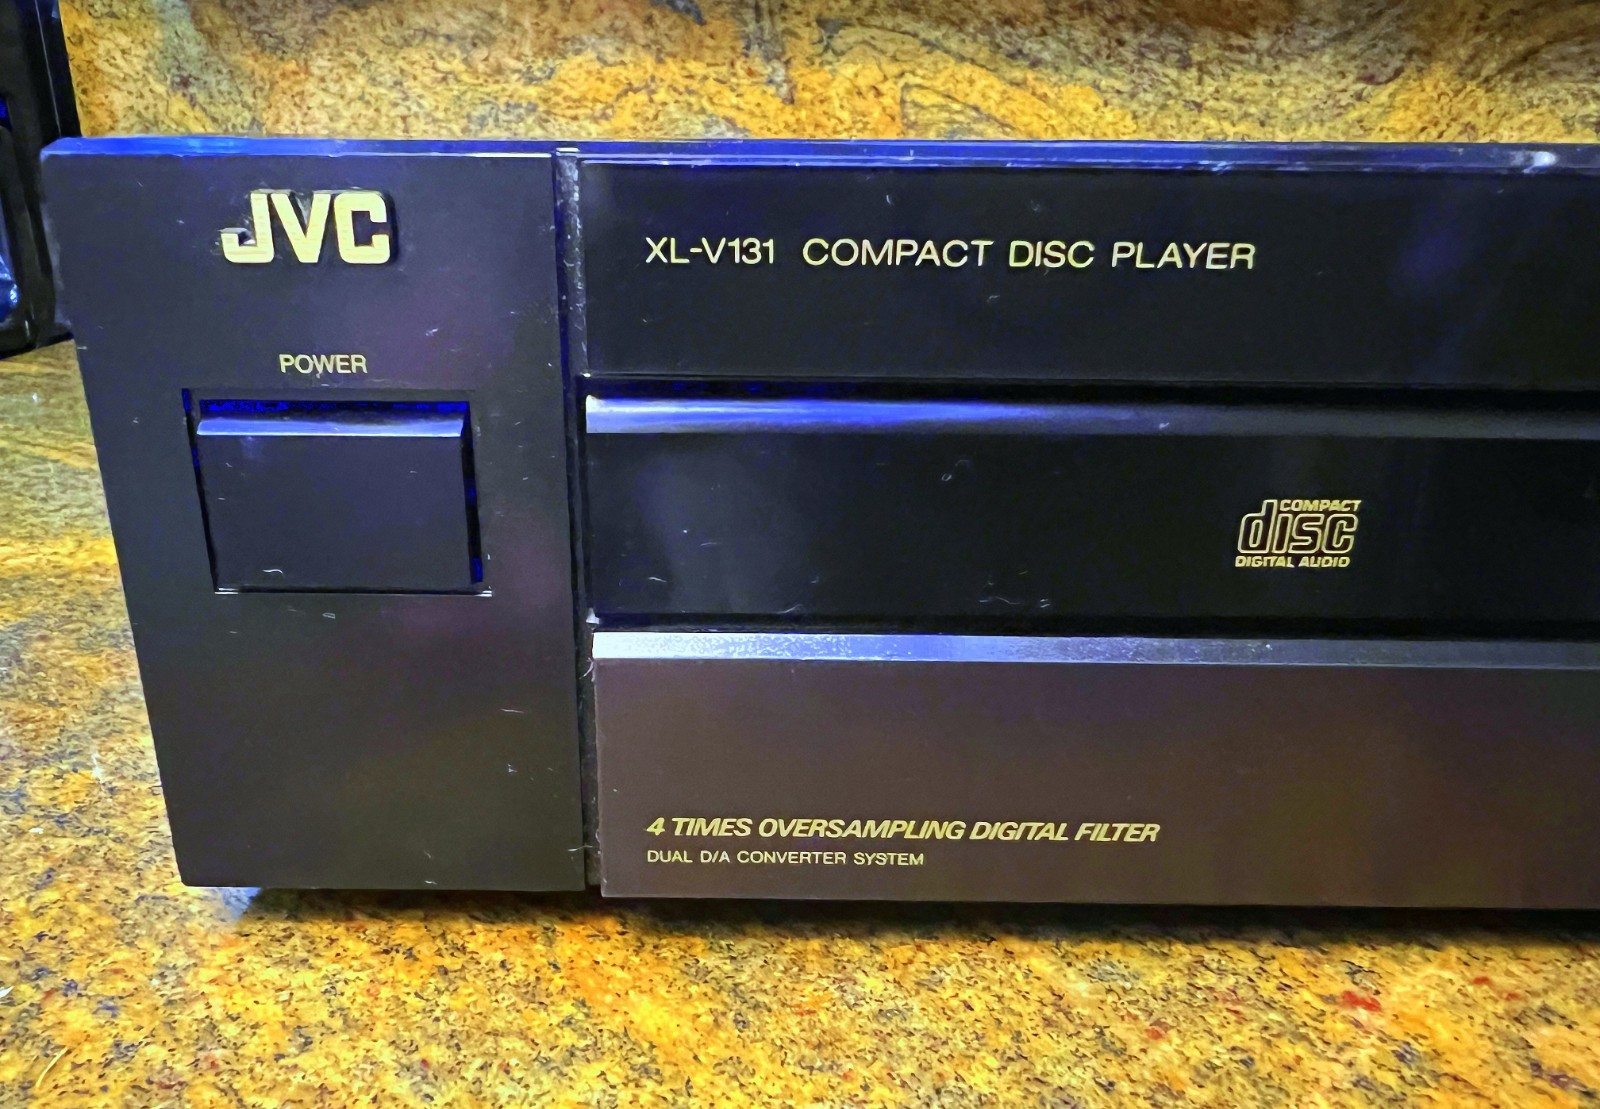 JVC
XL-V131 COMPACT DISC PLAYER
POWER
COMPACT
disc
DIGITAL AUDIO
4 TIMES OVERSAMPLING DIGITAL FILTER
DUAL D/A CONVERTER SYSTEM